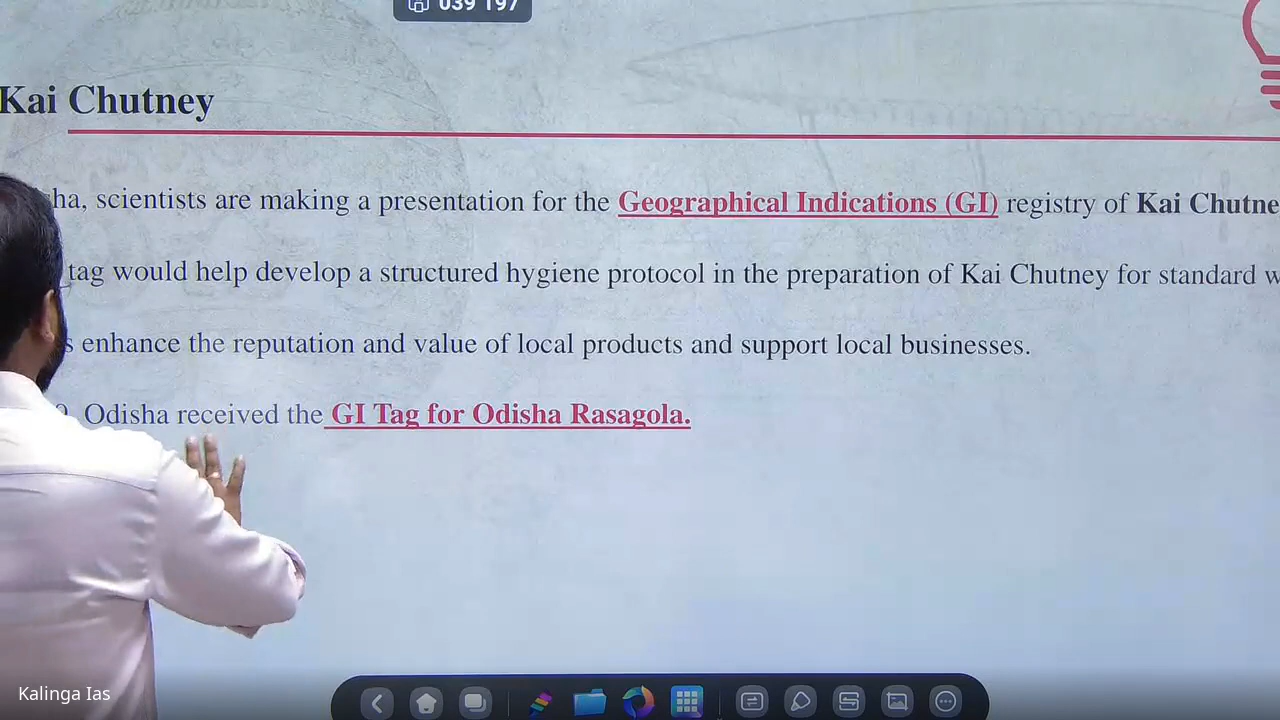 039 197
Kai Chutney
sha, scientists are making a presentation for the Geographical Indications (GI) registry of Kai Chutne
tag would help develop a structured hygiene protocol in the preparation of Kai Chutney for standard w
s enhance the reputation and value of local products and support local businesses.
Odisha received the GI Tag for Odisha Rasagola.
Kalinga Ias